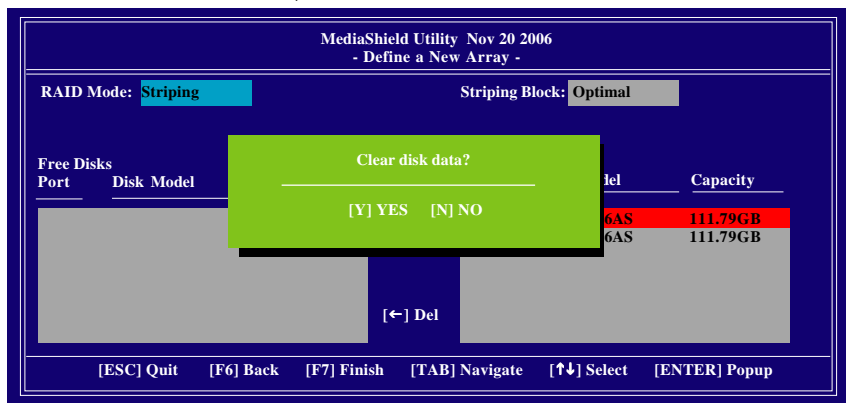 MediaShield Utility Nov 20 2006
- Define a New Array -
RAID Mode: Striping Striping Block: Optimal
Clear disk data?
[Y] YES [N] NO
Free Disks
Port Disk Model del Capacity
6AS 111.79GB
6AS 111.79GB
[←] Del
[ESC] Quit [F6] Back [F7] Finish [TAB] Navigate [↑↓] Select [ENTER] Popup